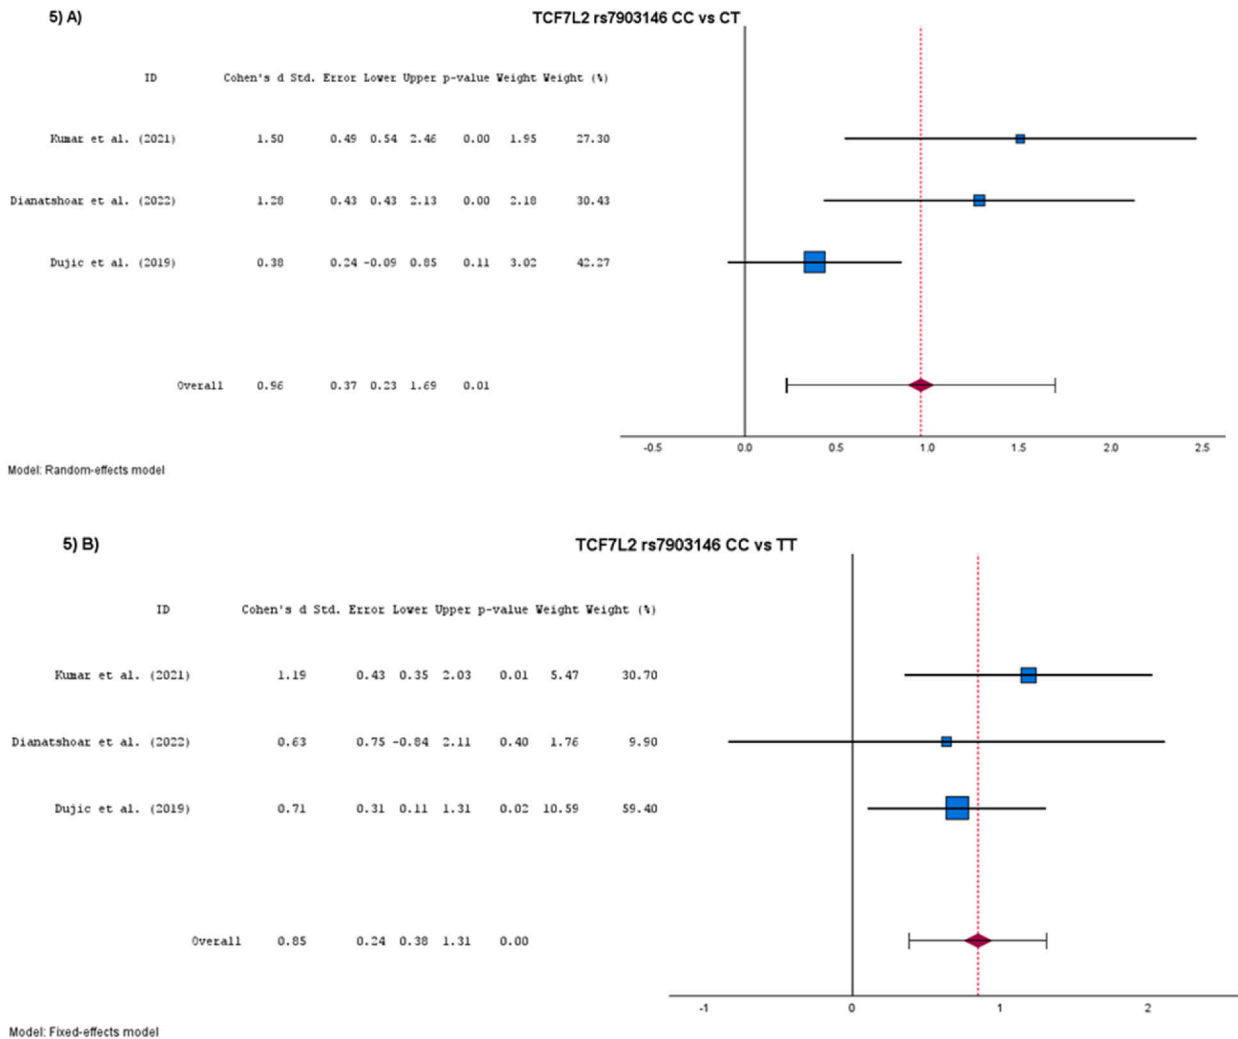 5) A)
TCF7L2 rs7903146 CC vs CT
ID Cohen's d Std. Error Lower Upper p-value Weight Weight (%)
Kumar et al. (2021) 1.50 0.49 0.54 2.46 0.00 1.95 27.30
Dianatshoar et al. (2022) 1.28 0.43 0.43 2.13 0.00 2.18 30.43
Dujic et al. (2019) 0.38 0.24 -0.09 0.85 0.11 3.02 42.27
Overall 0.96 0.37 0.23 1.69 0.01
-0.5 0.0 0.5 1.0 1.5 2.0 2.5
Model: Random-effects model
5) B)
TCF7L2 rs7903146 CC vs TT
ID Cohen's d Std. Error Lower Upper p-value Weight Weight (%)
Kumar et al. (2021) 1.19 0.43 0.35 2.03 0.01 5.47 30.70
Dianatshoar et al. (2022) 0.63 0.75 -0.84 2.11 0.40 1.76 9.90
Dujic et al. (2019) 0.71 0.31 0.11 1.31 0.02 10.59 59.40
Overall 0.85 0.24 0.38 1.31 0.00
-1 0 1 2
Model: Fixed-effects model